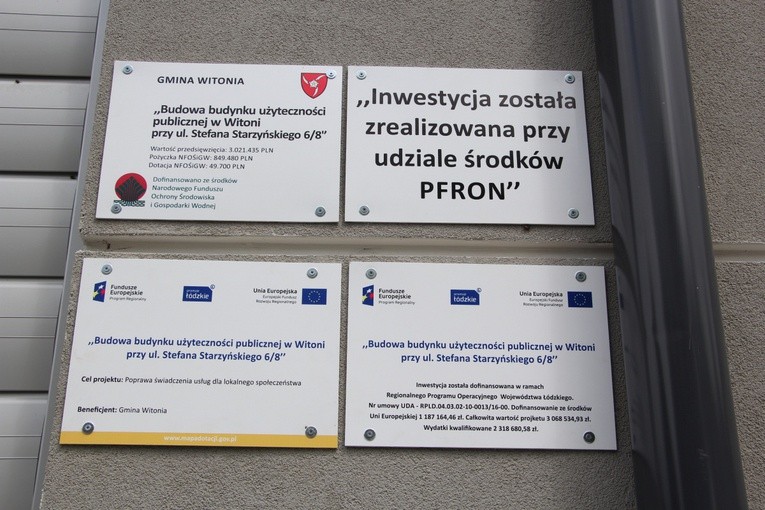 GMINA WITONIA
„Budowa budynku użyteczności
publicznej w Witoni
przy ul. Stefana Starzyńskiego 6/8”
Wartość przedsięwzięcia: 3.021.435 PLN
Pożyczka NFOŚiGW: 849.480 PLN
Dotacja NFOŚiGW: 49.700 PLN
Dofinansowano ze środków
Narodowego Funduszu
Ochrony Środowiska
i Gospodarki Wodnej
„Inwestycja została
zrealizowana przy
udziale środków
PFRON”
Fundusze
Europejskie
Program Regionalny
łódzkie
Unia Europejska
Europejski Fundusz
Rozwoju Regionalnego
„Budowa budynku użyteczności publicznej w Witoni
przy ul. Stefana Starzyńskiego 6/8”
Cel projektu: Poprawa świadczenia usług dla lokalnego społeczeństwa
Beneficjent: Gmina Witonia
www.mapadotacji.gov.pl
Fundusze
Europejskie
Program Regionalny
łódzkie
Unia Europejska
Europejski Fundusz
Rozwoju Regionalnego
„Budowa budynku użyteczności publicznej w Witoni
przy ul. Stefana Starzyńskiego 6/8”
Inwestycja została dofinansowana w ramach
Regionalnego Programu Operacyjnego Województwa Łódzkiego.
Nr umowy UDA - RPLD.04.03.02-10-0013/16-00. Dofinansowanie ze środków
Uni Europejskiej 1 187 164,46 zł. Całkowita wartość projketu 3 068 534,93 zł.
Wydatki kwalifikowane 2 318 680,58 zł.